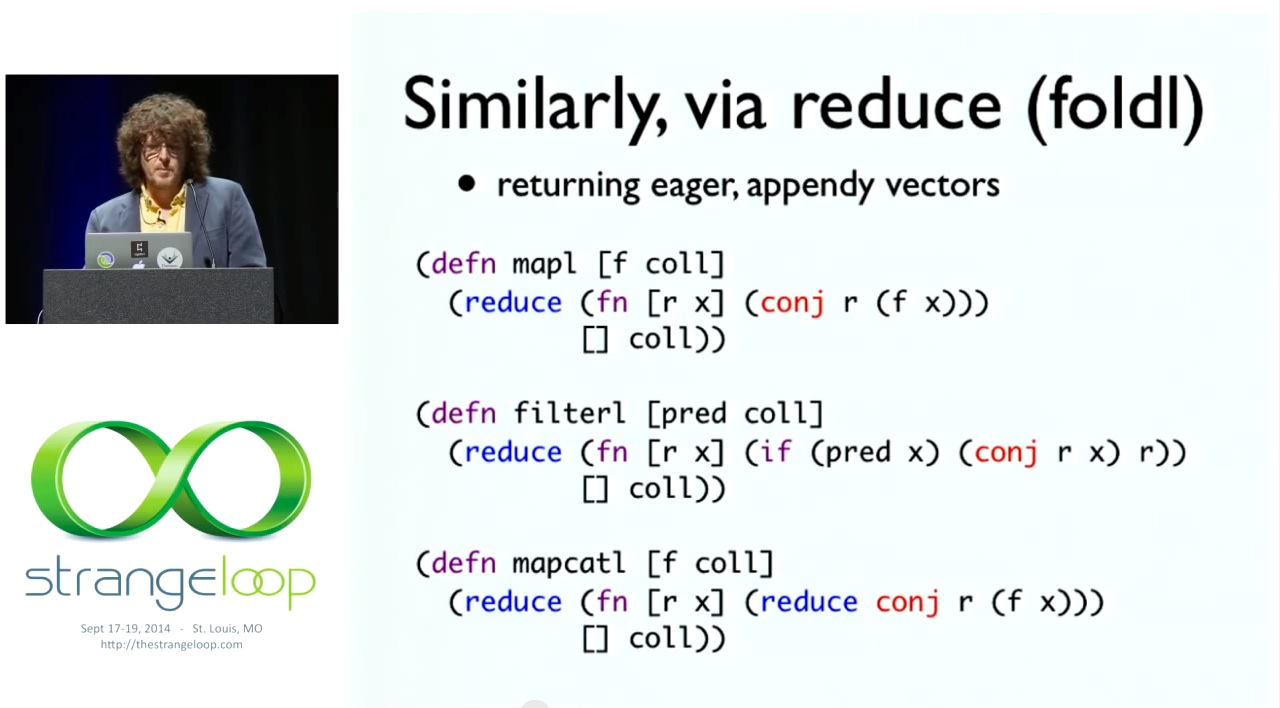 Similarly, via reduce (foldl)
• returning eager, appendy vectors
(defn mapl [f coll]
  (reduce (fn [r x] (conj r (f x)))
          [] coll))
(defn filterl [pred coll]
  (reduce (fn [r x] (if (pred x) (conj r x) r))
          [] coll))
(defn mapcatl [f coll]
  (reduce (fn [r x] (reduce conj r (f x)))
          [] coll))
strangeloop
Sept 17-19, 2014 - St. Louis, MO
http://thestrangeloop.com